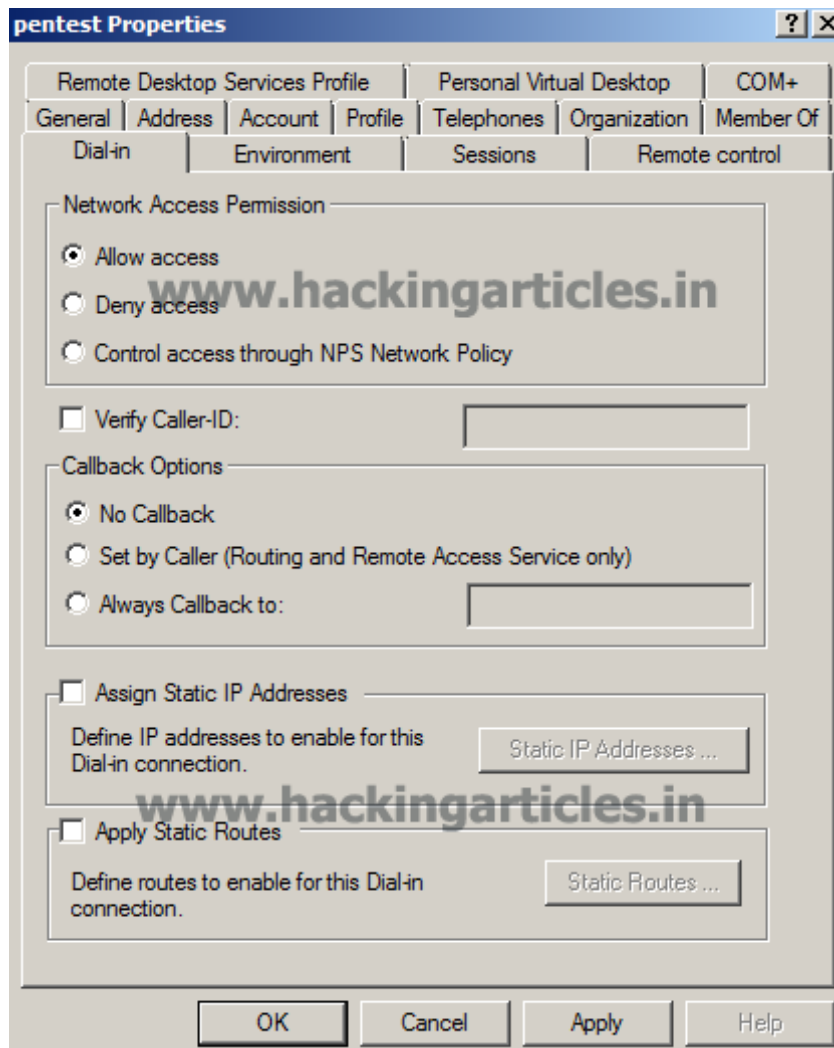 pentest Properties
Remote Desktop Services Profile
Personal Virtual Desktop
COM+
General
Address
Account
Profile
Telephones
Organization
Member Of
Dial-in
Environment
Sessions
Remote control
Network Access Permission
Allow access
www.hackingarticles.in
Deny access
Control access through NPS Network Policy
Verify Caller-ID:
Callback Options
No Callback
Set by Caller (Routing and Remote Access Service only)
Always Callback to:
Assign Static IP Addresses
Define IP addresses to enable for this
Dial-in connection.
Static IP Addresses ...
www.hackingarticles.in
Apply Static Routes
Define routes to enable for this Dial-in
connection.
Static Routes ...
OK
Cancel
Apply
Help